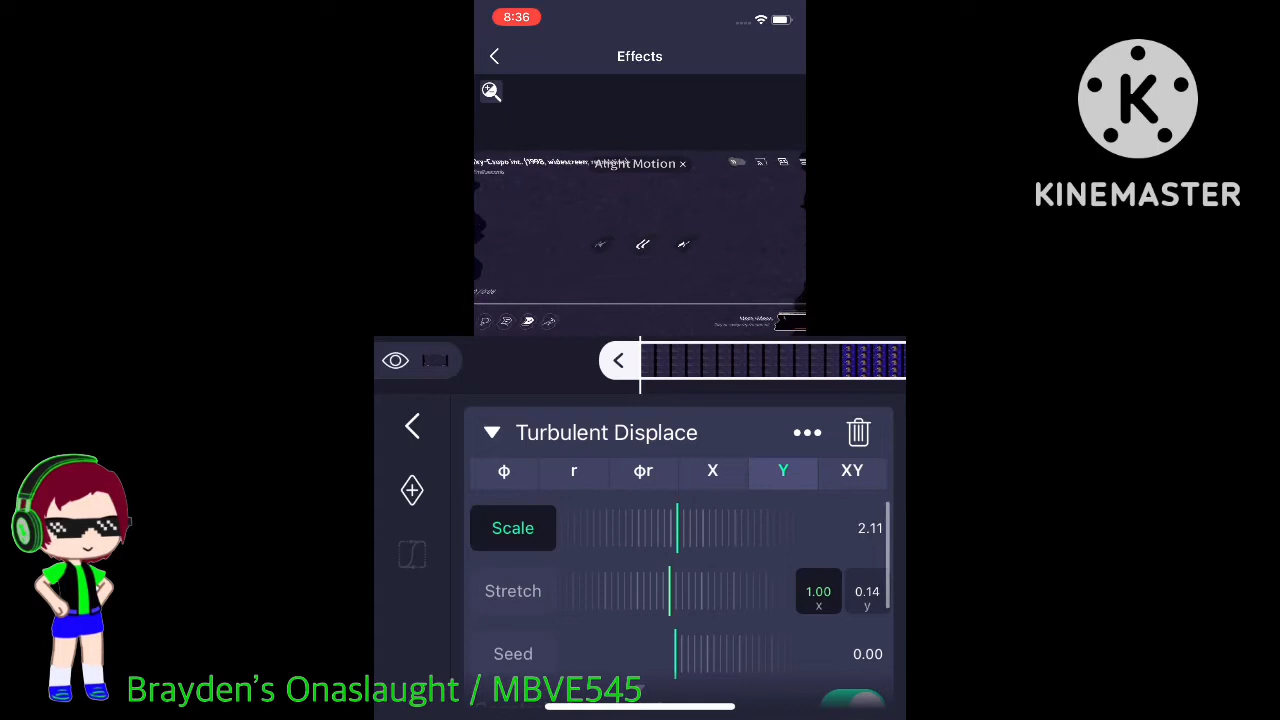 8:36
Effects
Alight Motion ×
K
KINEMASTER
Turbulent Displace
ϕ r ϕr X Y XY
Scale 2.11
Stretch 1.00 x 0.14 y
Seed 0.00
Brayden’s Onaslaught / MBVE545